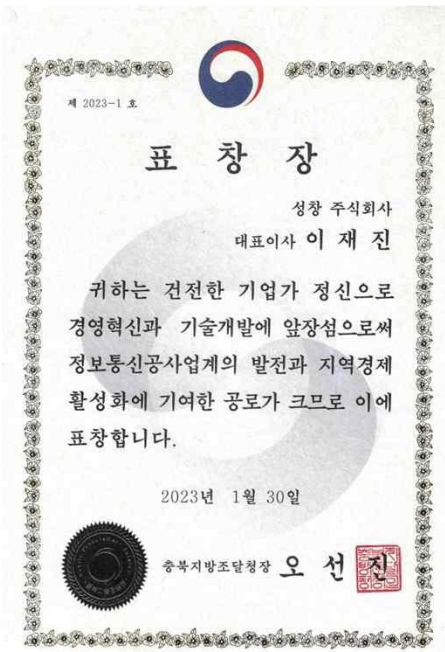 제 2023-1 호
표 창 장
성창 주식회사
대표이사 이 재 진
귀하는 건전한 기업가 정신으로
경영혁신과 기술개발에 앞장섬으로써
정보통신공사업계의 발전과 지역경제
활성화에 기여한 공로가 크므로 이에
표창합니다.
2023년 1월 30일
충북지방조달청장 오 선 진